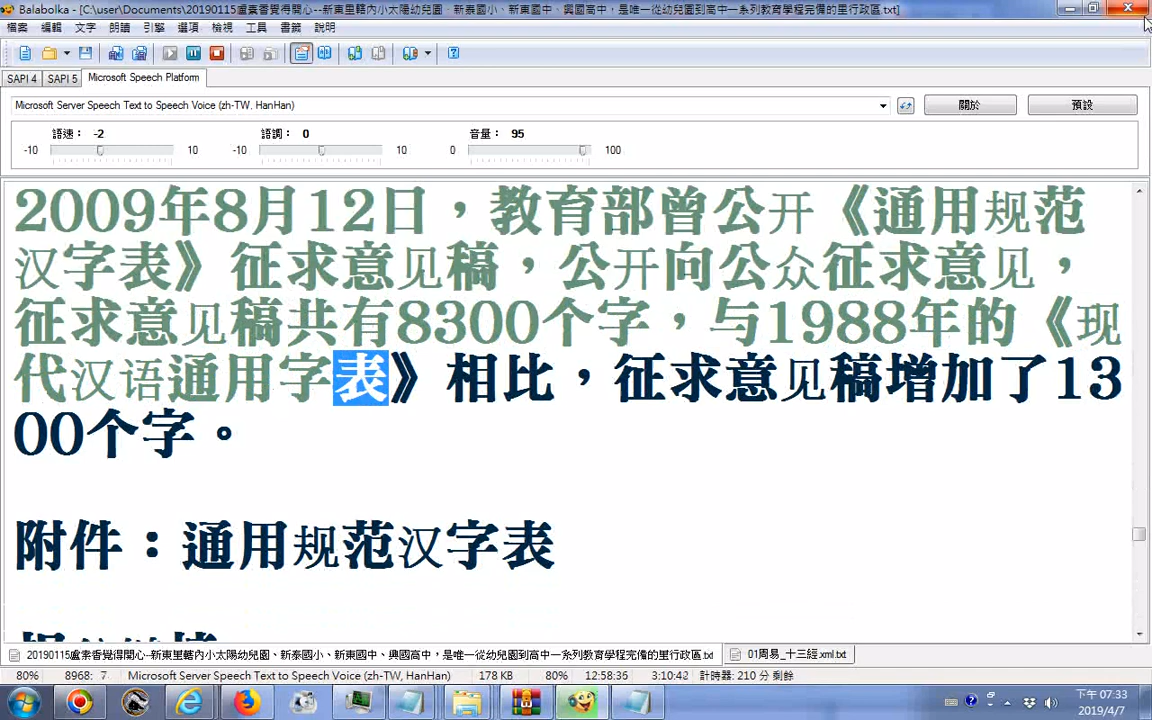 Balabolka - [C:\user\Documents\20190115盧素香覺得開心--新東里轄內小太陽幼兒園、新泰國小、新東國中、興國高中，是唯一從幼兒園到高中一系列教育學程完備的里行政區.txt]
檔案 編輯 文字 朗讀 引擎 選項 檢視 工具 書籤 說明
SAPI 4 SAPI 5 Microsoft Speech Platform
Microsoft Server Speech Text to Speech Voice (zh-TW, HanHan) 關於 預設
語速： -2 語調： 0 音量： 95
-10 10 -10 10 0 100
2009年8月12日，教育部曾公开《通用规范
汉字表》征求意见稿，公开向公众征求意见，
征求意见稿共有8300个字，与1988年的《现
代汉语通用字表》相比，征求意见稿增加了13
00个字。
附件：通用规范汉字表
20190115盧素香覺得開心--新東里轄內小太陽幼兒園、新泰國小、新東國中、興國高中，是唯一從幼兒園到高中一系列教育學程完備的里行政區.txt 01周易_十三經.xml.txt
80% 8968: 7 Microsoft Server Speech Text to Speech Voice (zh-TW, HanHan) 178 KB 80% 12:58:35 3:10:42 計時器: 210 分 剩餘
下午 07:33
2019/4/7